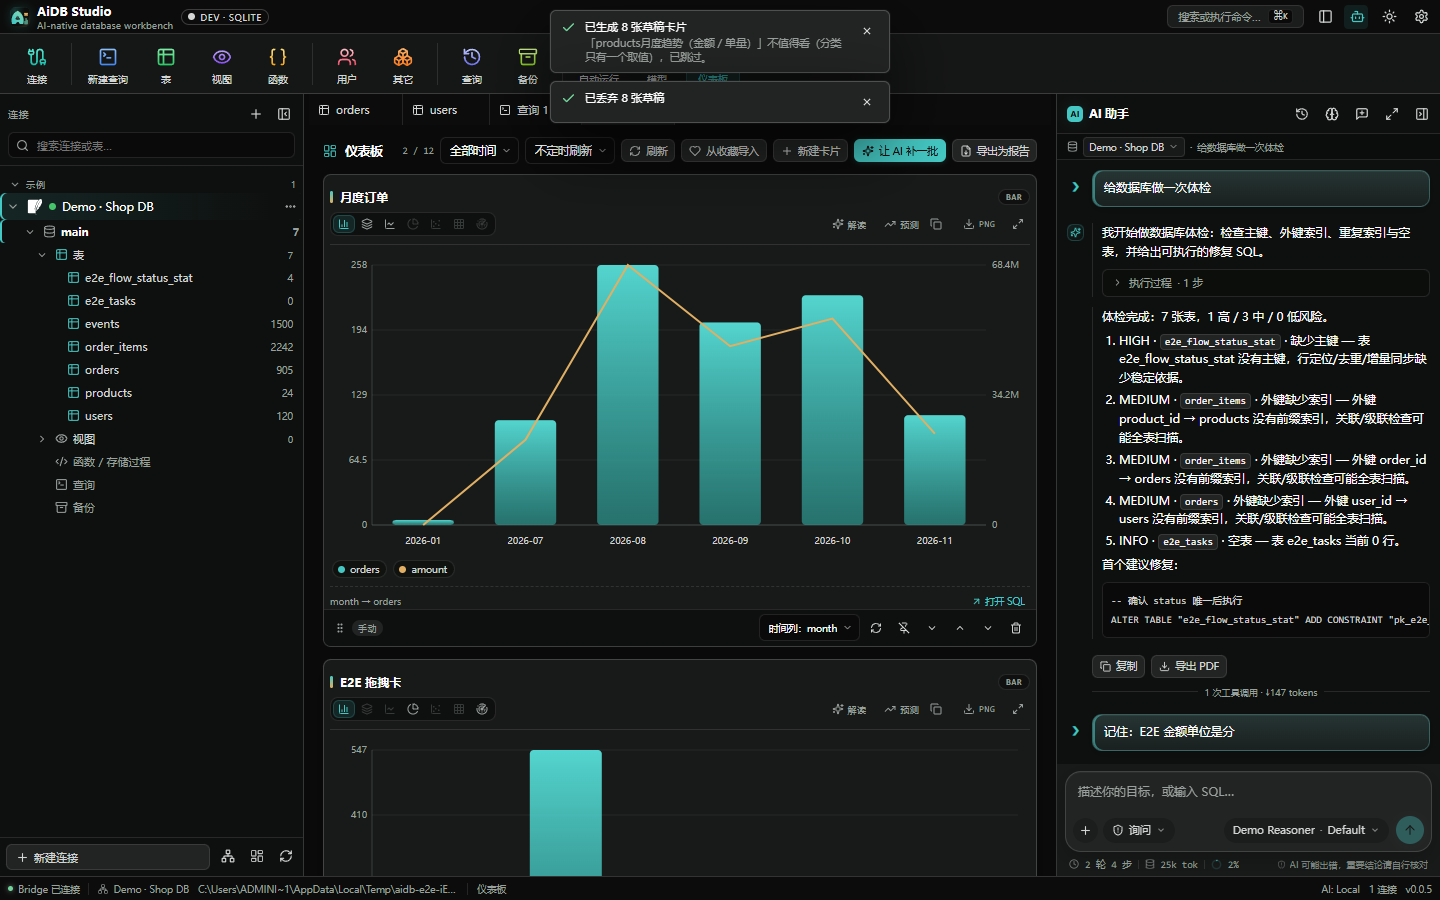 AiDB Studio
AI-native database workbench
DEV · SQLITE
搜索或执行命令...
⌘K
连接
新建查询
表
视图
函数
用户
其它
查询
备份
自动运行
模型
仪表板
已生成 8 张草稿卡片
「products月度趋势（金额 / 单量）」不值得看（分类
只有一个取值），已跳过。
已丢弃 8 张草稿
连接
搜索连接或表...
示例
1
Demo · Shop DB
main
7
表
7
e2e_flow_status_stat
4
e2e_tasks
0
events
1500
order_items
2242
orders
905
products
24
users
120
视图
0
函数 / 存储过程
查询
备份
新建连接
orders
users
查询 1
仪表板
2 / 12
全部时间
不定时刷新
刷新
从收藏导入
新建卡片
让 AI 补一批
导出为报告
月度订单
BAR
解读
预测
PNG
258
194
129
64.5
0
68.4M
34.2M
0
2026-01
2026-07
2026-08
2026-09
2026-10
2026-11
orders
amount
month → orders
打开 SQL
手动
时间列：month
E2E 拖拽卡
BAR
解读
预测
PNG
547
410
AI
AI 助手
Demo · Shop DB
· 给数据库做一次体检
给数据库做一次体检
我开始做数据库体检：检查主键、外键索引、重复索引与空
表，并给出可执行的修复 SQL。
执行过程 · 1 步
体检完成：7 张表，1 高 / 3 中 / 0 低风险。
1. HIGH · e2e_flow_status_stat · 缺少主键 — 表
e2e_flow_status_stat 没有主键，行定位/去重/增量同步缺
少稳定依据。
2. MEDIUM · order_items · 外键缺少索引 — 外键
product_id → products 没有前缀索引，关联/级联检查可
能全表扫描。
3. MEDIUM · order_items · 外键缺少索引 — 外键 order_id
→ orders 没有前缀索引，关联/级联检查可能全表扫描。
4. MEDIUM · orders · 外键缺少索引 — 外键 user_id →
users 没有前缀索引，关联/级联检查可能全表扫描。
5. INFO · e2e_tasks · 空表 — 表 e2e_tasks 当前 0 行。
首个建议修复：
-- 确认 status 唯一后执行
ALTER TABLE "e2e_flow_status_stat" ADD CONSTRAINT "pk_e2e_
复制
导出 PDF
1 次工具调用 · ↓147 tokens
记住：E2E 金额单位是分
描述你的目标，或输入 SQL...
询问
Demo Reasoner · Default
2 轮 4 步
25k tok
2%
AI 可能出错，重要结论请自行核对
Bridge 已连接
Demo · Shop DB
C:\Users\ADMINI~1\AppData\Local\Temp\aidb-e2e-iE...
仪表板
AI: Local
1 连接
v0.0.5